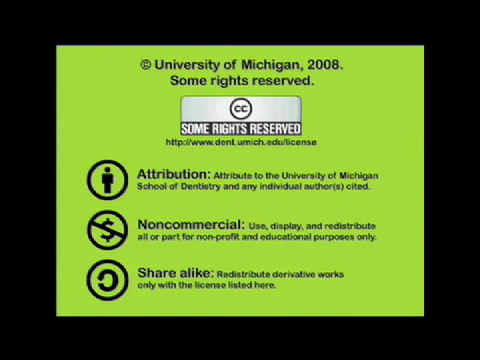 © University of Michigan, 2008.
Some rights reserved.
cc
SOME RIGHTS RESERVED
http://www.dent.umich.edu/license
Attribution: Attribute to the University of Michigan
School of Dentistry and any individual author(s) cited.
Noncommercial: Use, display, and redistribute
all or part for non-profit and educational purposes only.
Share alike: Redistribute derivative works
only with the license listed here.